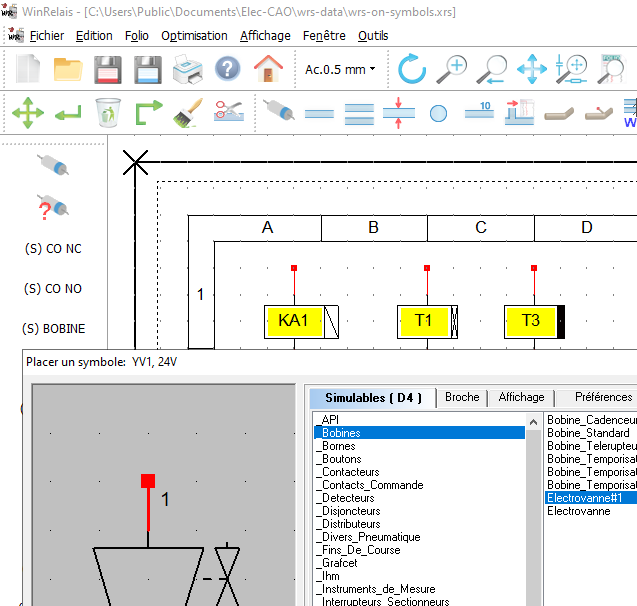 WinRelais - [C:\Users\Public\Documents\Elec-CAO\wrs-data\wrs-on-symbols.xrs]
Fichier Edition Folio Optimisation Affichage Fenêtre Outils
Ac.0.5 mm
10
(S) CO NC
(S) CO NO
(S) BOBINE
A B C D
1
KA1 T1 T3
Placer un symbole: YV1, 24V
1
Simulables ( D4 ) Broche Affichage Préférences
_API
_Bobines
_Bornes
_Boutons
_Contacteurs
_Contacts_Commande
_Detecteurs
_Disjoncteurs
_Distributeurs
_Divers_Pneumatique
_Fins_De_Course
_Grafcet
_Ihm
_Instruments_de_Mesure
_Interrupteurs_Sectionneurs
Bobine_Cadenceur
Bobine_Standard
Bobine_Telerupteu
Bobine_Temporisa
Bobine_Temporisa
Bobine_Temporisa
Electrovanne#1
Electrovanne